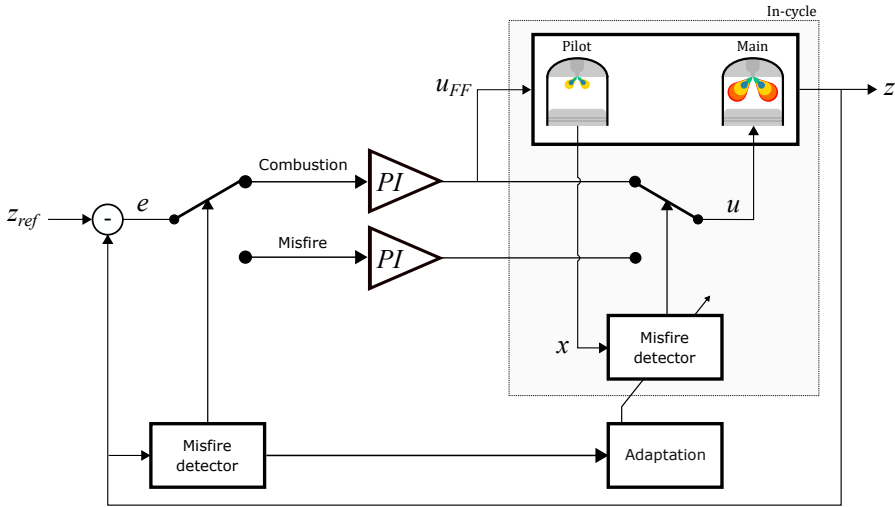 In-cycle
Pilot
Main
u_FF
z
Combustion
PI
z_ref
-
e
u
Misfire
PI
x
Misfire
detector
Misfire
detector
Adaptation